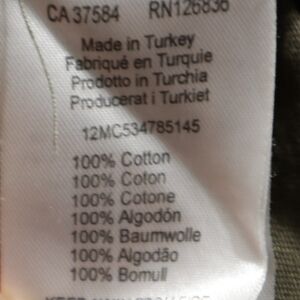 CA 37584 RN126836
Made in Turkey
Fabriqué en Turquie
Prodotto in Turchia
Producerat i Turkiet
12MC534785145
100% Cotton
100% Coton
100% Cotone
100% Algodón
100% Baumwolle
100% Algodão
100% Bomull